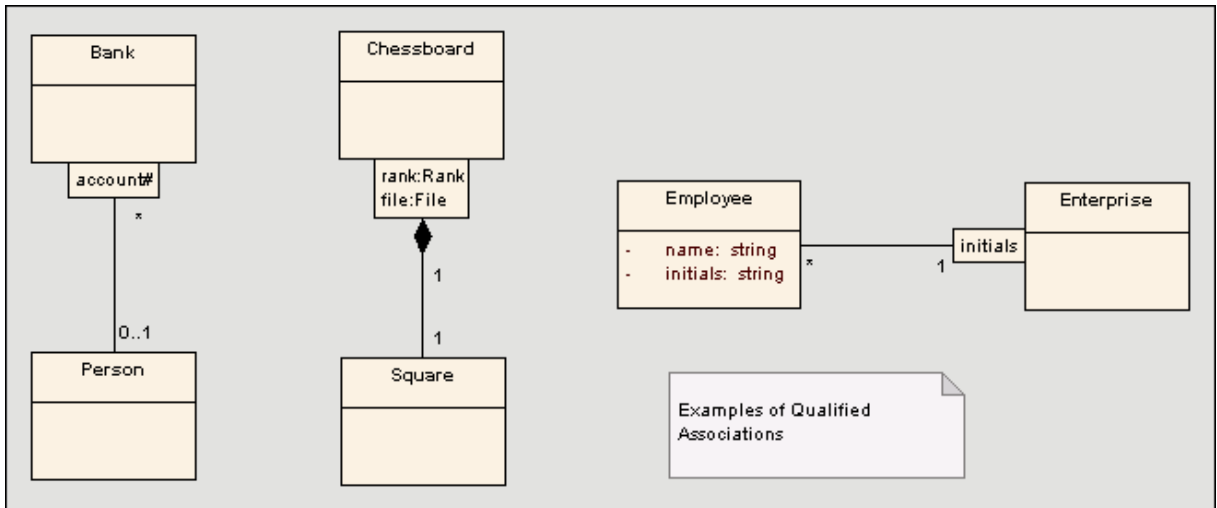 Bank
account#
*
0..1
Person
Chessboard
rank:Rank
file:File
1
1
Square
Employee
- name: string
- initials: string
*
1
initials
Enterprise
Examples of Qualified
Associations